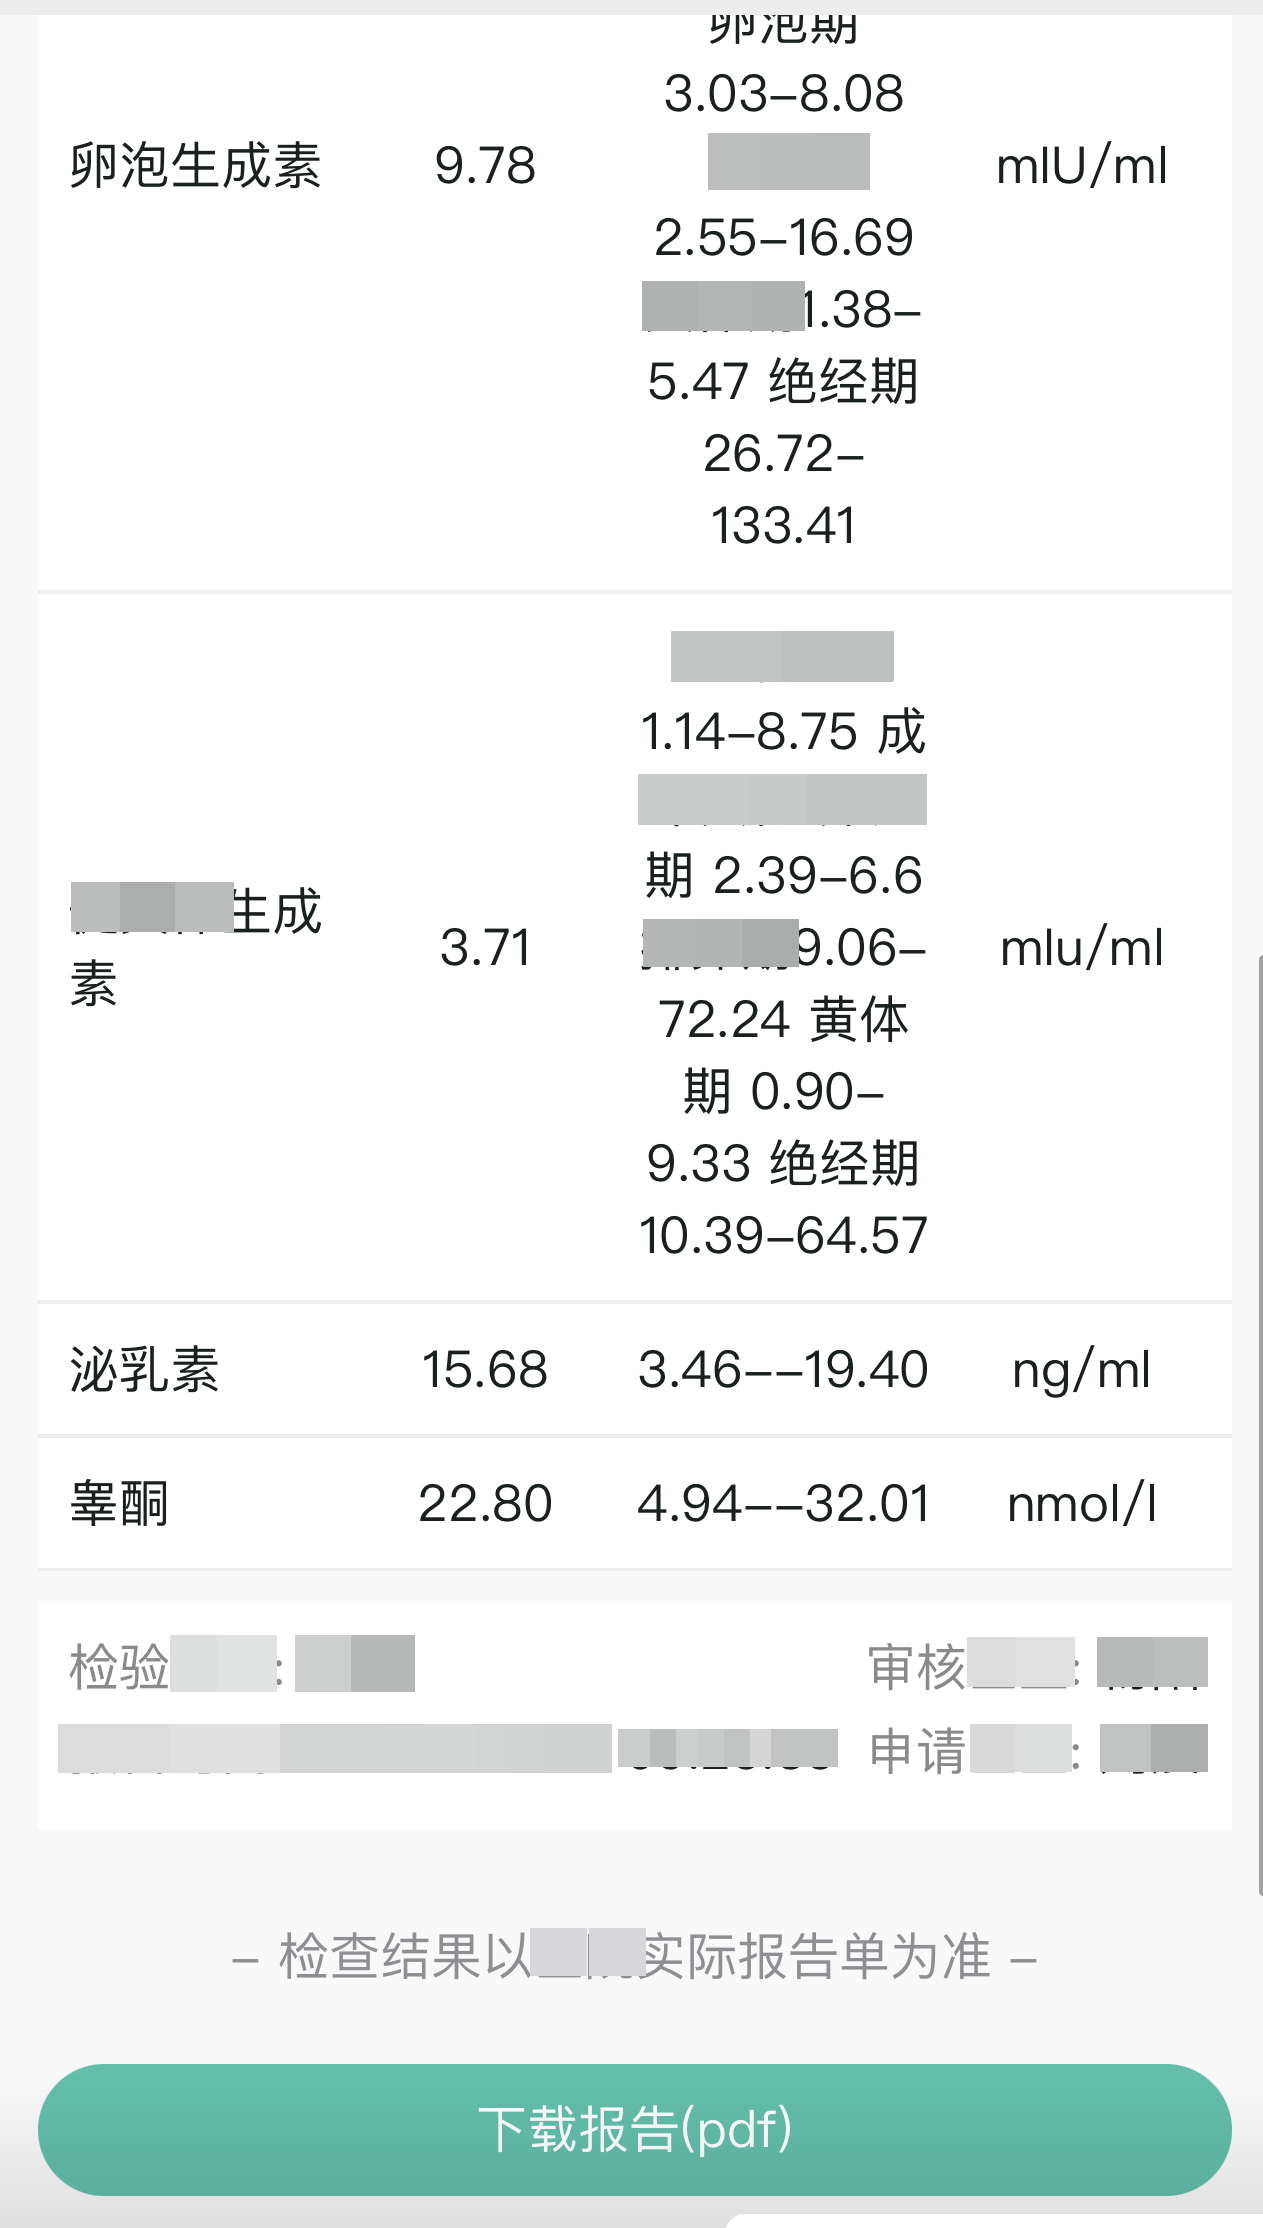 卵泡期
3.03–8.08
卵泡生成素 9.78 mIU/ml
2.55–16.69
1.38–
5.47 绝经期
26.72–
133.41
1.14–8.75 成
期 2.39–6.6
生成
素
3.71
9.06–
mIu/ml
72.24 黄体
期 0.90–
9.33 绝经期
10.39–64.57
泌乳素 15.68 3.46––19.40 ng/ml
睾酮 22.80 4.94––32.01 nmol/l
检验 :
审核 :
申请 :
– 检查结果以 实际报告单为准 –
下载报告(pdf)